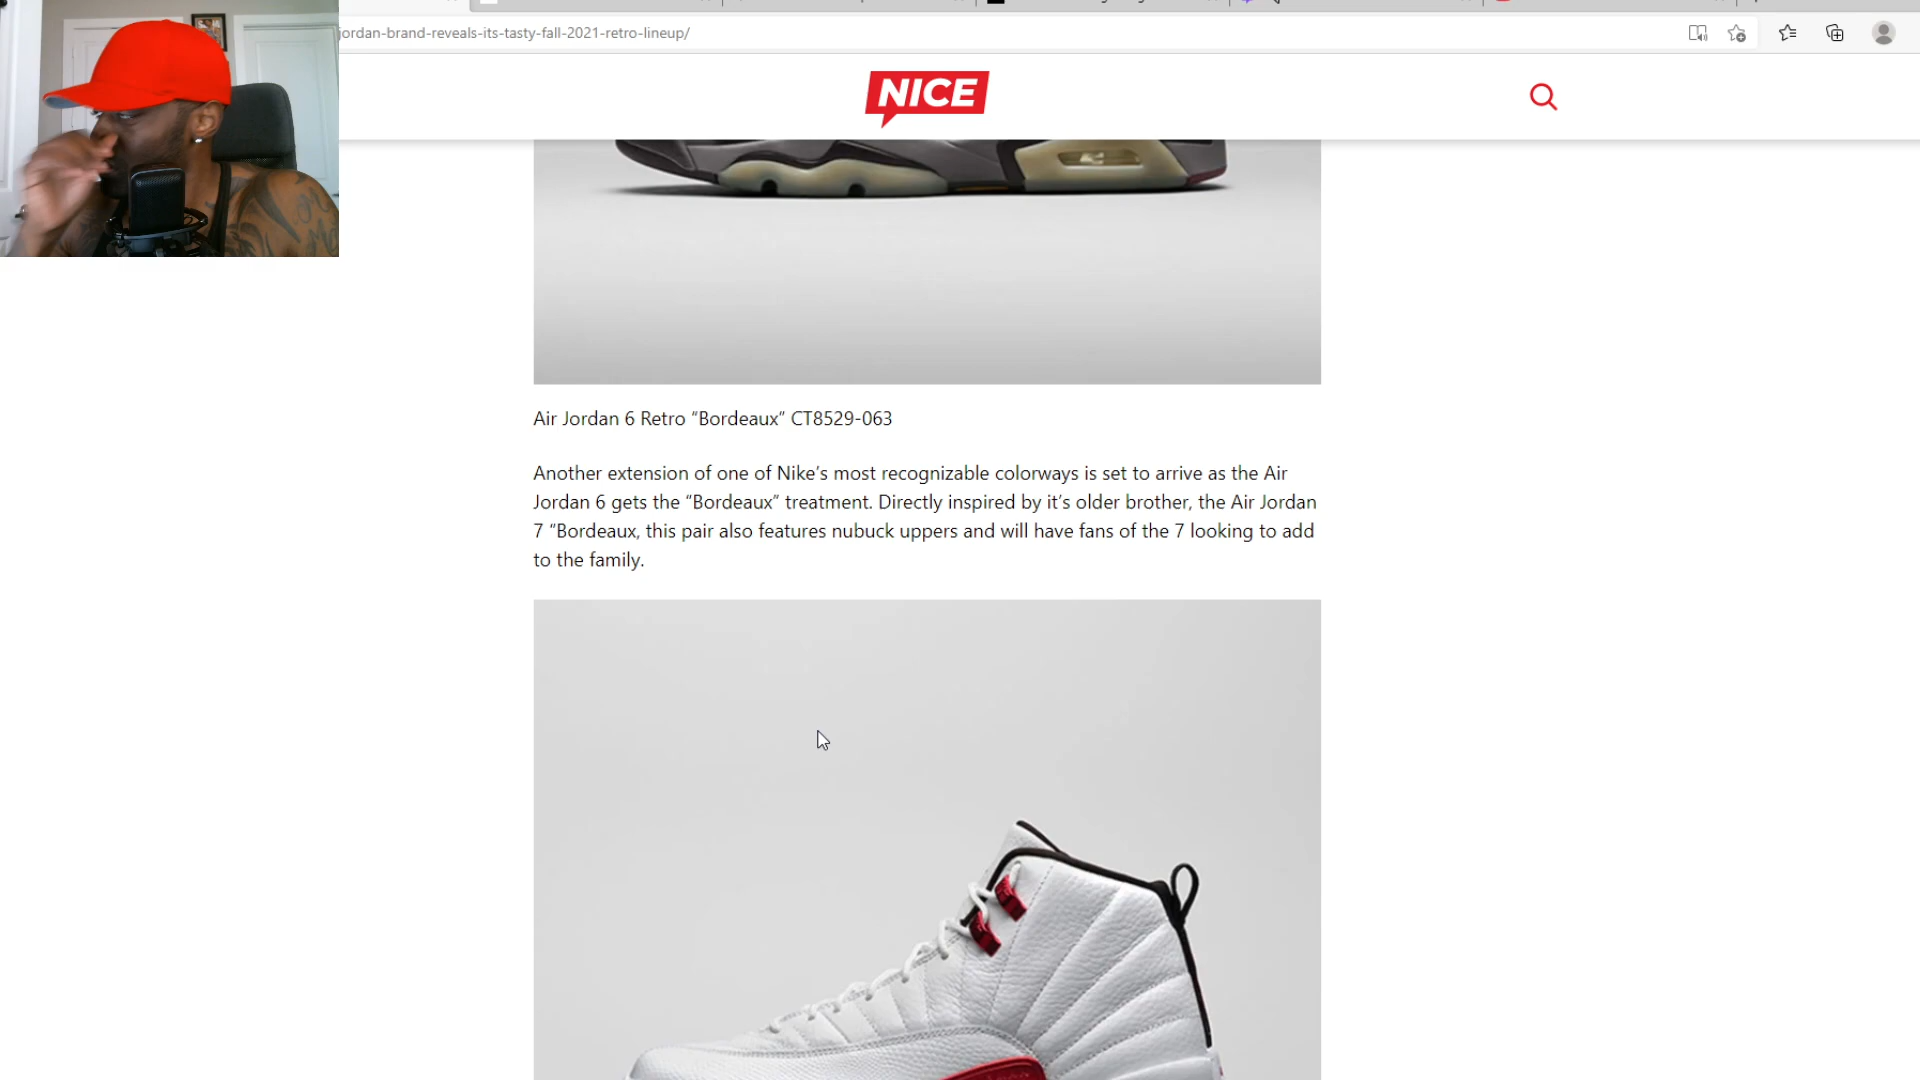 jordan-brand-reveals-its-tasty-fall-2021-retro-lineup/
NICE
Air Jordan 6 Retro “Bordeaux” CT8529-063
Another extension of one of Nike’s most recognizable colorways is set to arrive as the Air
Jordan 6 gets the “Bordeaux” treatment. Directly inspired by it’s older brother, the Air Jordan
7 “Bordeaux, this pair also features nubuck uppers and will have fans of the 7 looking to add
to the family.